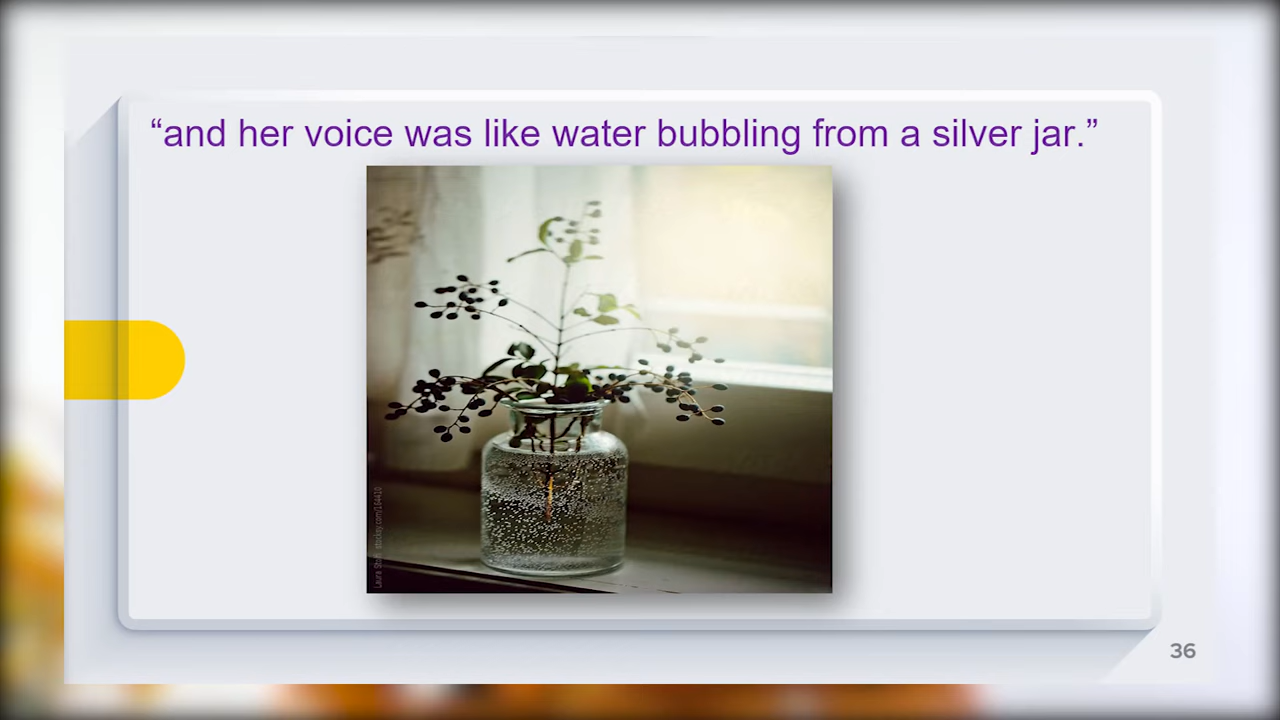 “and her voice was like water bubbling from a silver jar.”
36